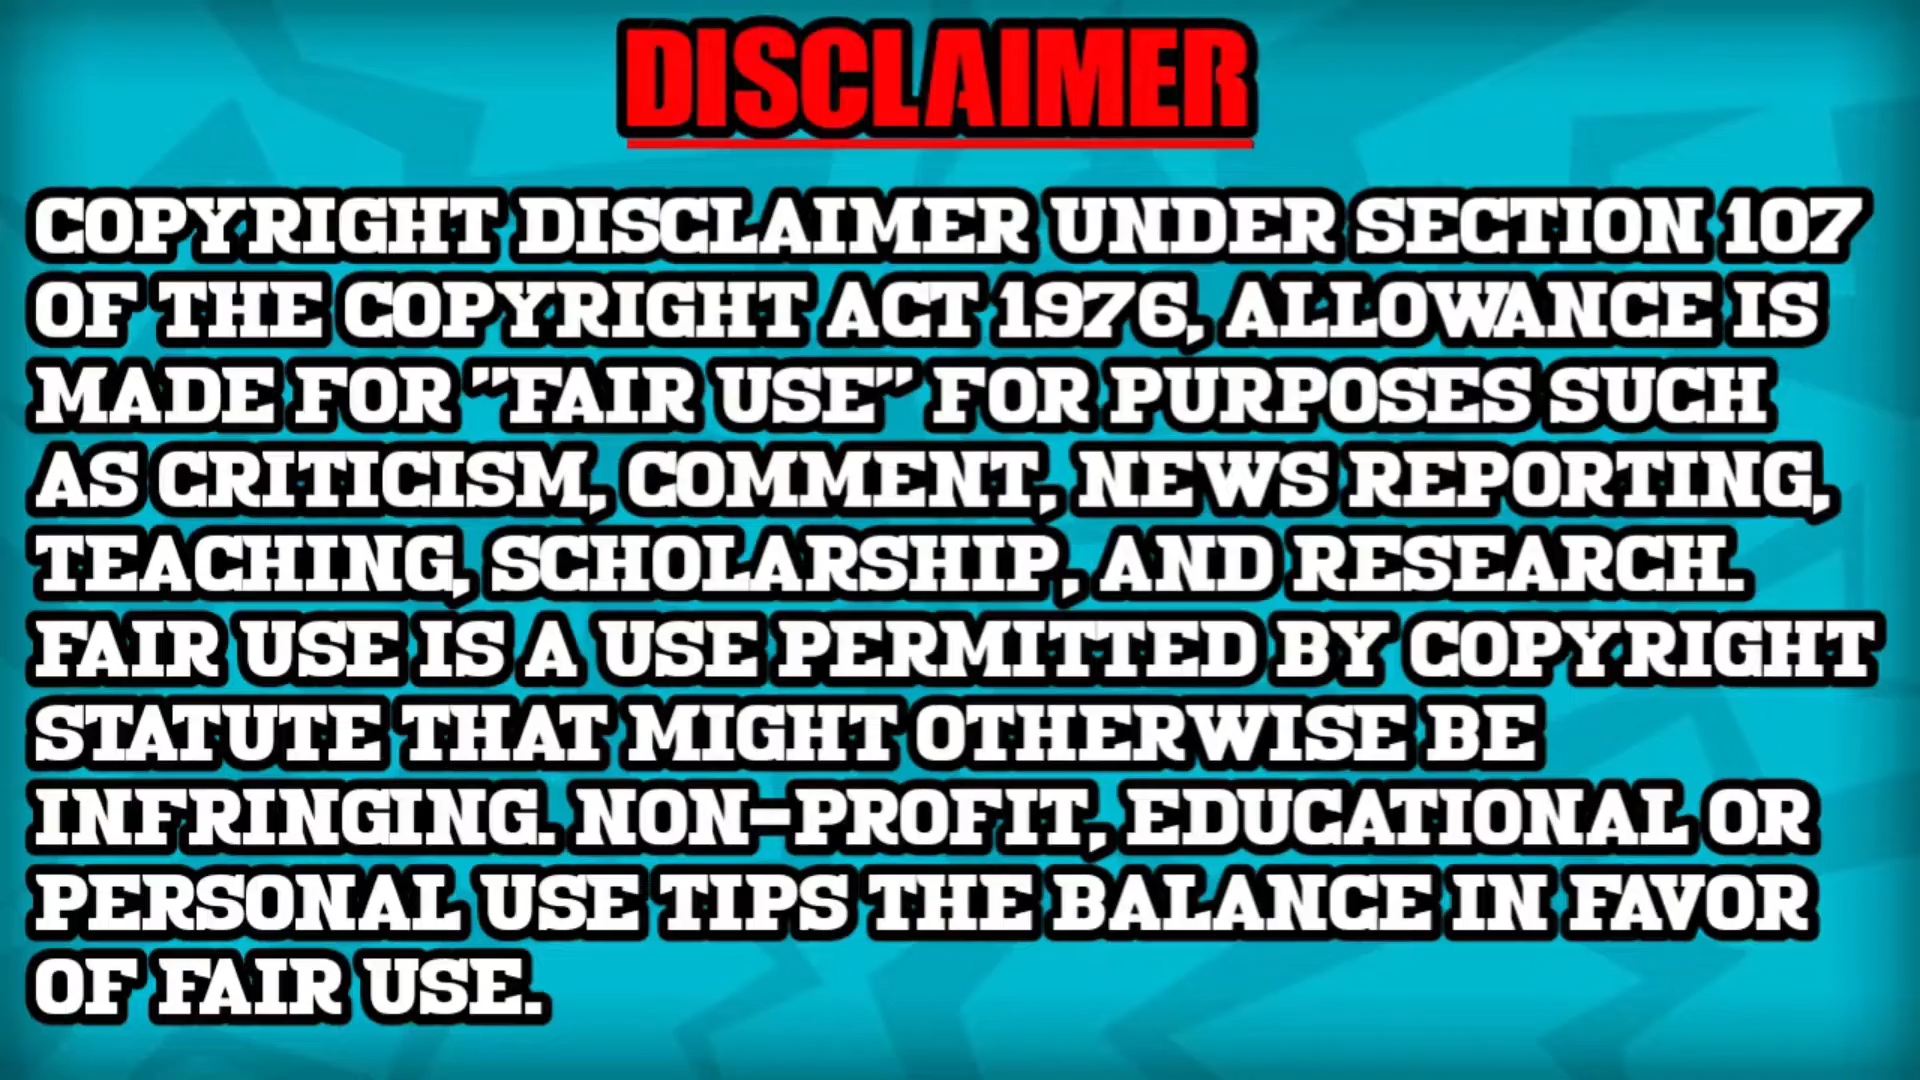 DISCLAIMER
COPYRIGHT DISCLAIMER UNDER SECTION 107
OF THE COPYRIGHT ACT 1976, ALLOWANCE IS
MADE FOR "FAIR USE" FOR PURPOSES SUCH
AS CRITICISM, COMMENT, NEWS REPORTING,
TEACHING, SCHOLARSHIP, AND RESEARCH.
FAIR USE IS A USE PERMITTED BY COPYRIGHT
STATUTE THAT MIGHT OTHERWISE BE
INFRINGING. NON-PROFIT, EDUCATIONAL OR
PERSONAL USE TIPS THE BALANCE IN FAVOR
OF FAIR USE.